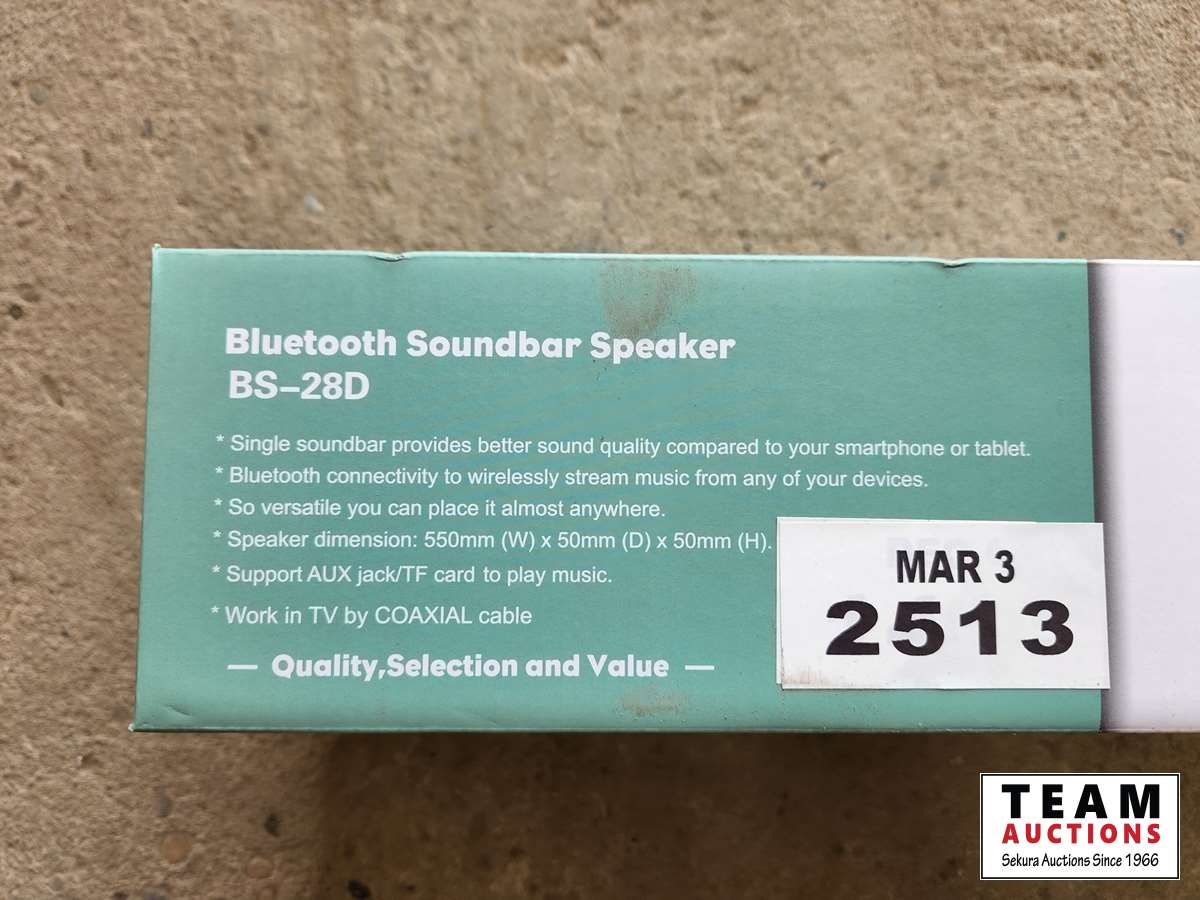 Bluetooth Soundbar Speaker
BS-28D
* Single soundbar provides better sound quality compared to your smartphone or tablet.
* Bluetooth connectivity to wirelessly stream music from any of your devices.
* So versatile you can place it almost anywhere.
* Speaker dimension: 550mm (W) x 50mm (D) x 50mm (H).
* Support AUX jack/TF card to play music.
* Work in TV by COAXIAL cable
— Quality,Selection and Value —
MAR 3
2513
TEAM
AUCTIONS
Sekura Auctions Since 1966